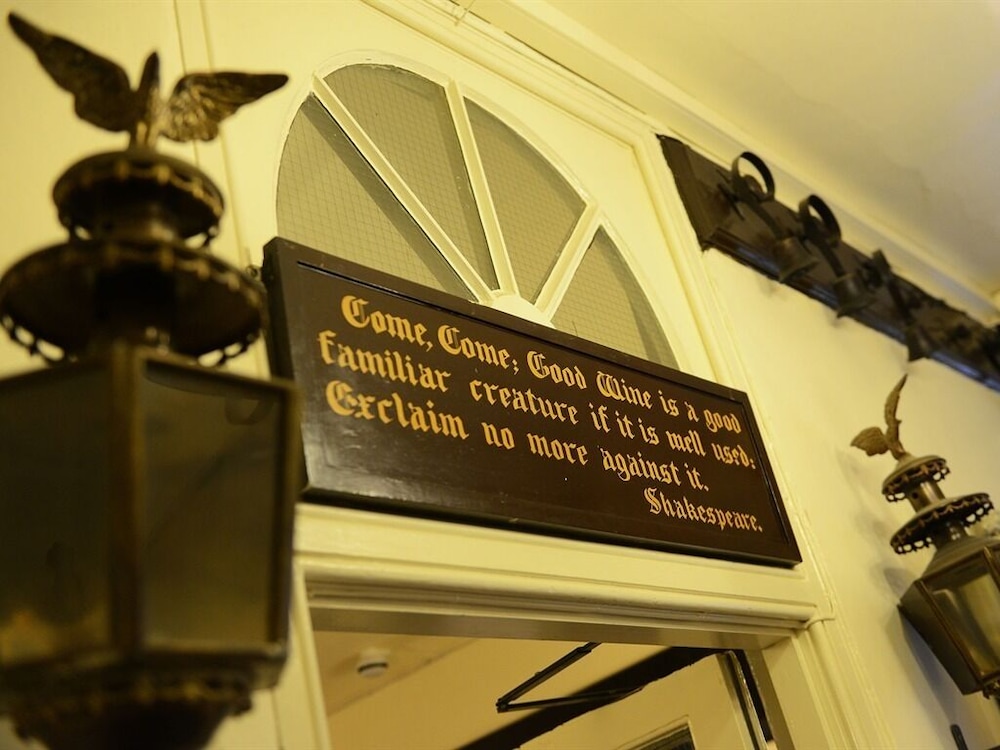 Come, Come; Good Wine is a good
familiar creature if it is well used:
Exclaim no more against it.
Shakespeare.